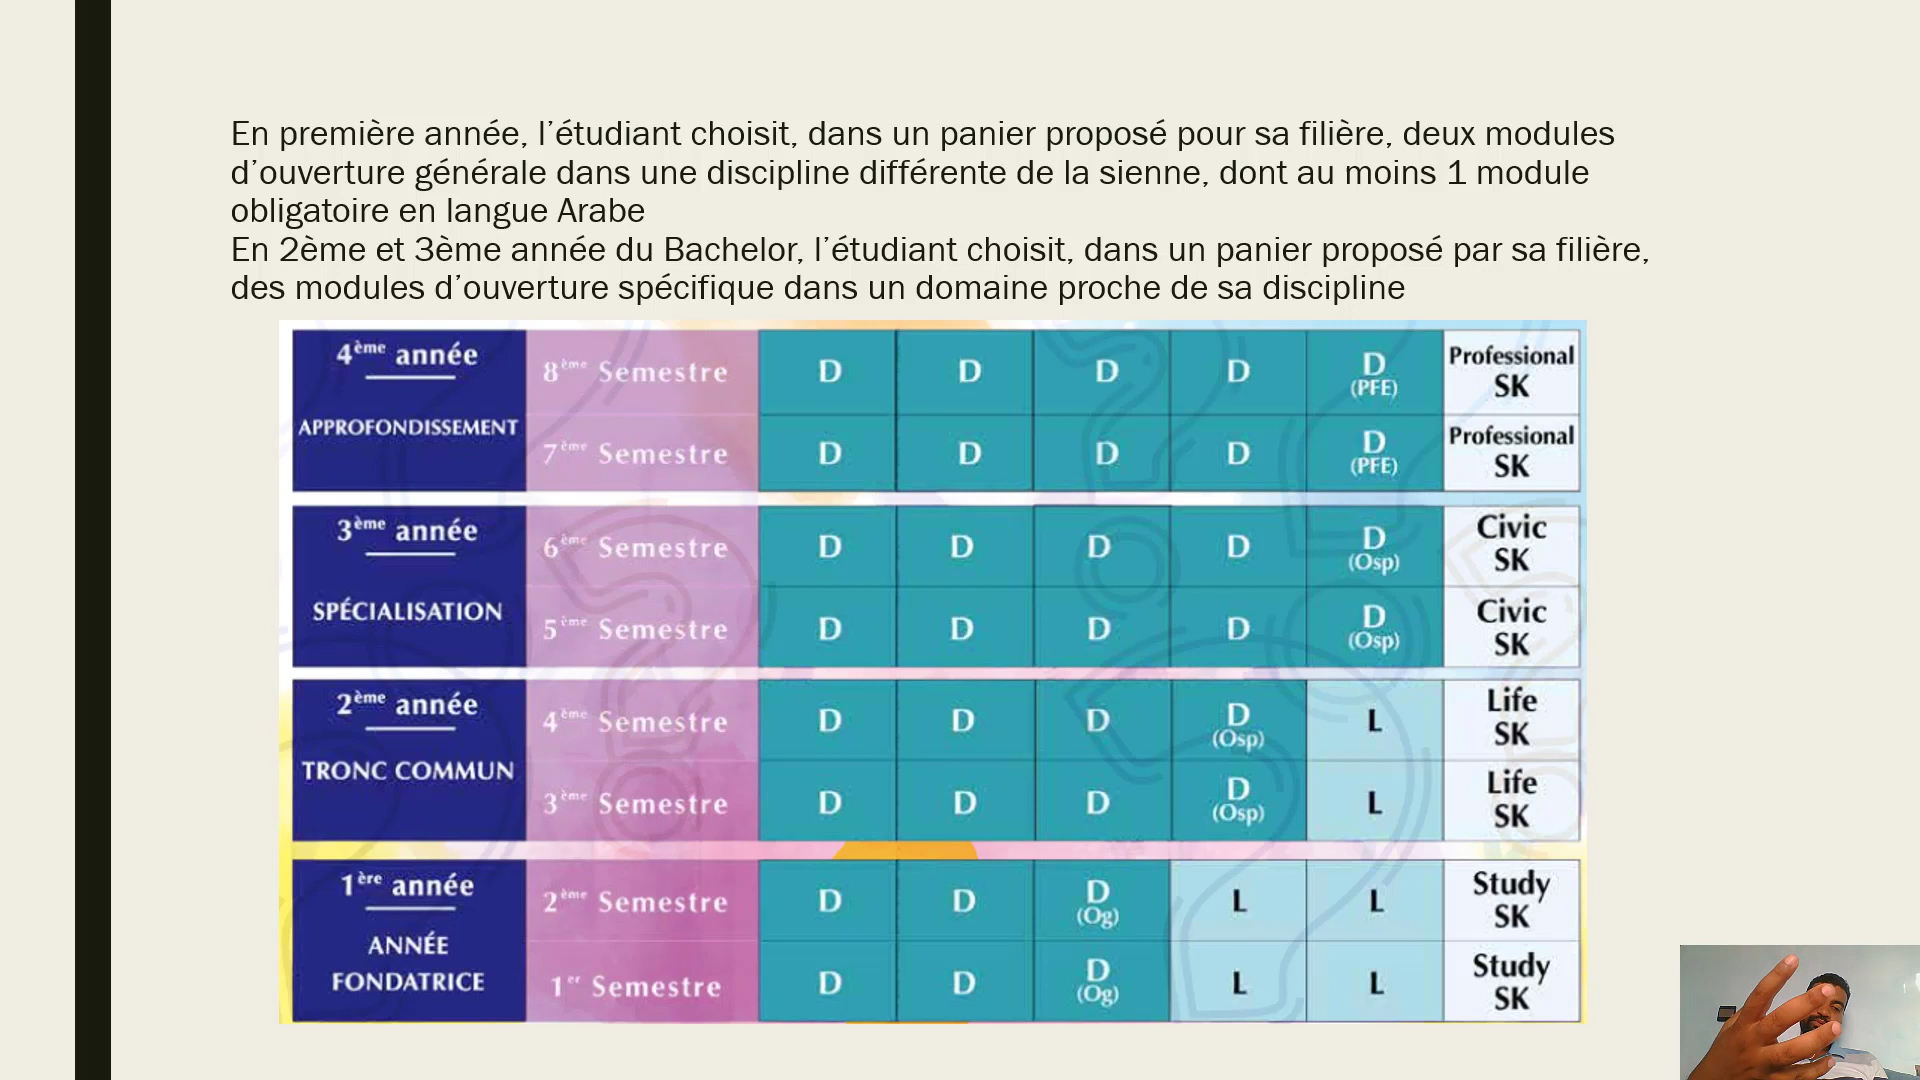 En première année, l’étudiant choisit, dans un panier proposé pour sa filière, deux modules
d’ouverture générale dans une discipline différente de la sienne, dont au moins 1 module
obligatoire en langue Arabe
En 2ème et 3ème année du Bachelor, l’étudiant choisit, dans un panier proposé par sa filière,
des modules d’ouverture spécifique dans un domaine proche de sa discipline
4ème année
APPROFONDISSEMENT
8ème Semestre D D D D D (PFE) Professional SK
7ème Semestre D D D D D (PFE) Professional SK
3ème année
SPÉCIALISATION
6ème Semestre D D D D D (Osp) Civic SK
5ème Semestre D D D D D (Osp) Civic SK
2ème année
TRONC COMMUN
4ème Semestre D D D D (Osp) L Life SK
3ème Semestre D D D D (Osp) L Life SK
1ère année
ANNÉE
FONDATRICE
2ème Semestre D D D (Og) L L Study SK
1er Semestre D D D (Og) L L Study SK